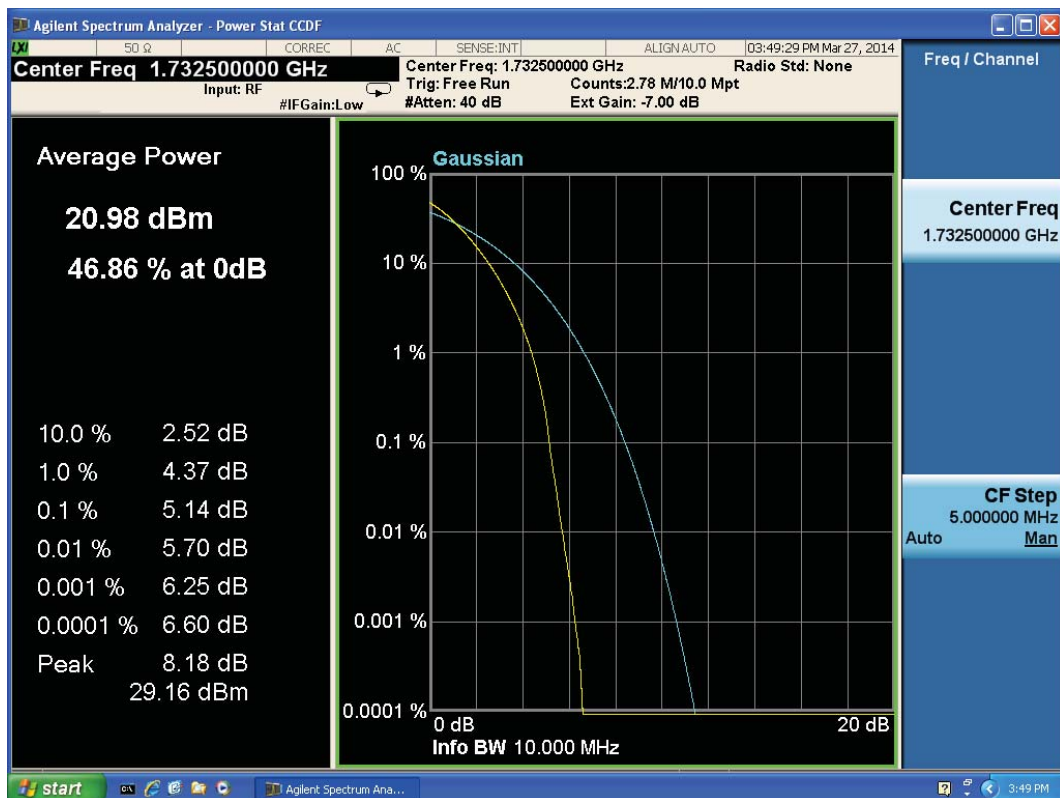 Agilent Spectrum Analyzer - Power Stat CCDF
LXI 50 Ω CORREC AC SENSE:INT ALIGNAUTO 03:49:29 PM Mar 27, 2014
Center Freq 1.732500000 GHz
Input: RF
#IFGain:Low
Center Freq: 1.732500000 GHz Radio Std: None
Trig: Free Run Counts:2.78 M/10.0 Mpt
#Atten: 40 dB Ext Gain: -7.00 dB
Average Power
20.98 dBm
46.86 % at 0dB
10.0 % 2.52 dB
1.0 % 4.37 dB
0.1 % 5.14 dB
0.01 % 5.70 dB
0.001 % 6.25 dB
0.0001 % 6.60 dB
Peak 8.18 dB
29.16 dBm
Gaussian
100 %
10 %
1 %
0.1 %
0.01 %
0.001 %
0.0001 %
0 dB 20 dB
Info BW 10.000 MHz
Freq / Channel
Center Freq
1.732500000 GHz
CF Step
5.000000 MHz
Auto Man
start Agilent Spectrum Ana... 3:49 PM